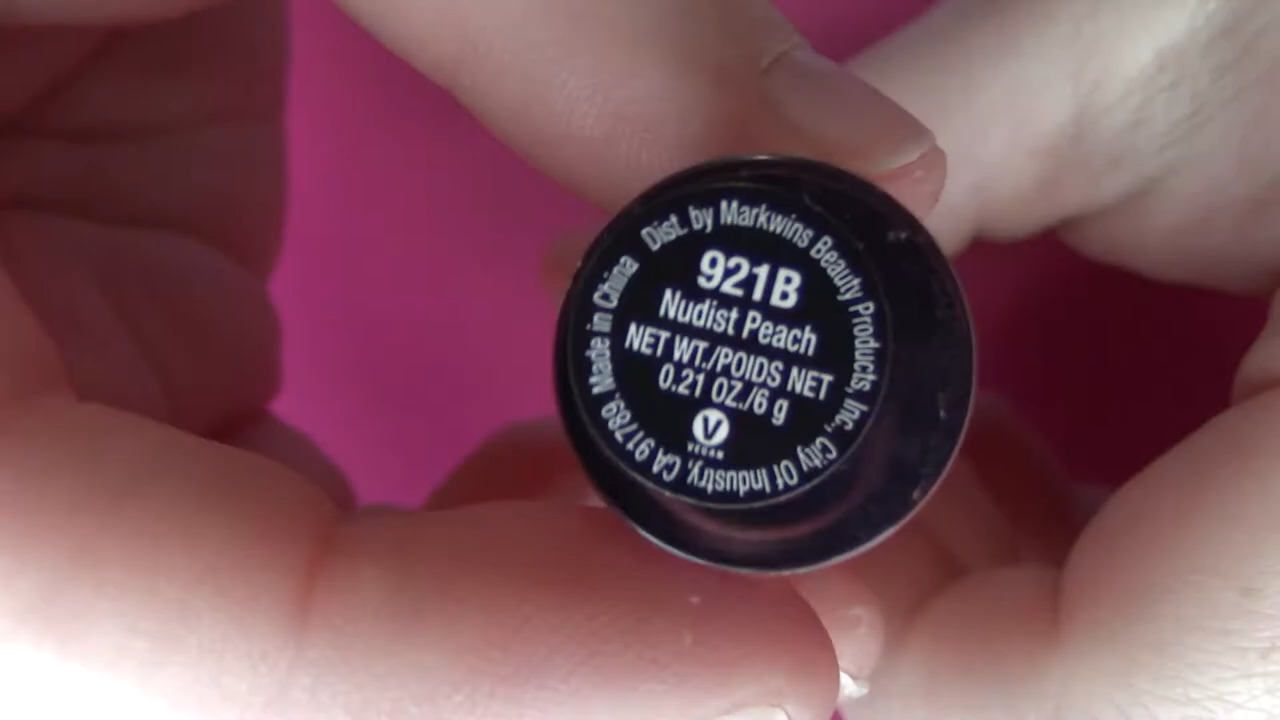 Dist. by Markwins Beauty Products, Inc., City Of Industry, CA 91789. Made in China
921B
Nudist Peach
NET WT./POIDS NET
0.21 OZ./6 g
V
VEGAN